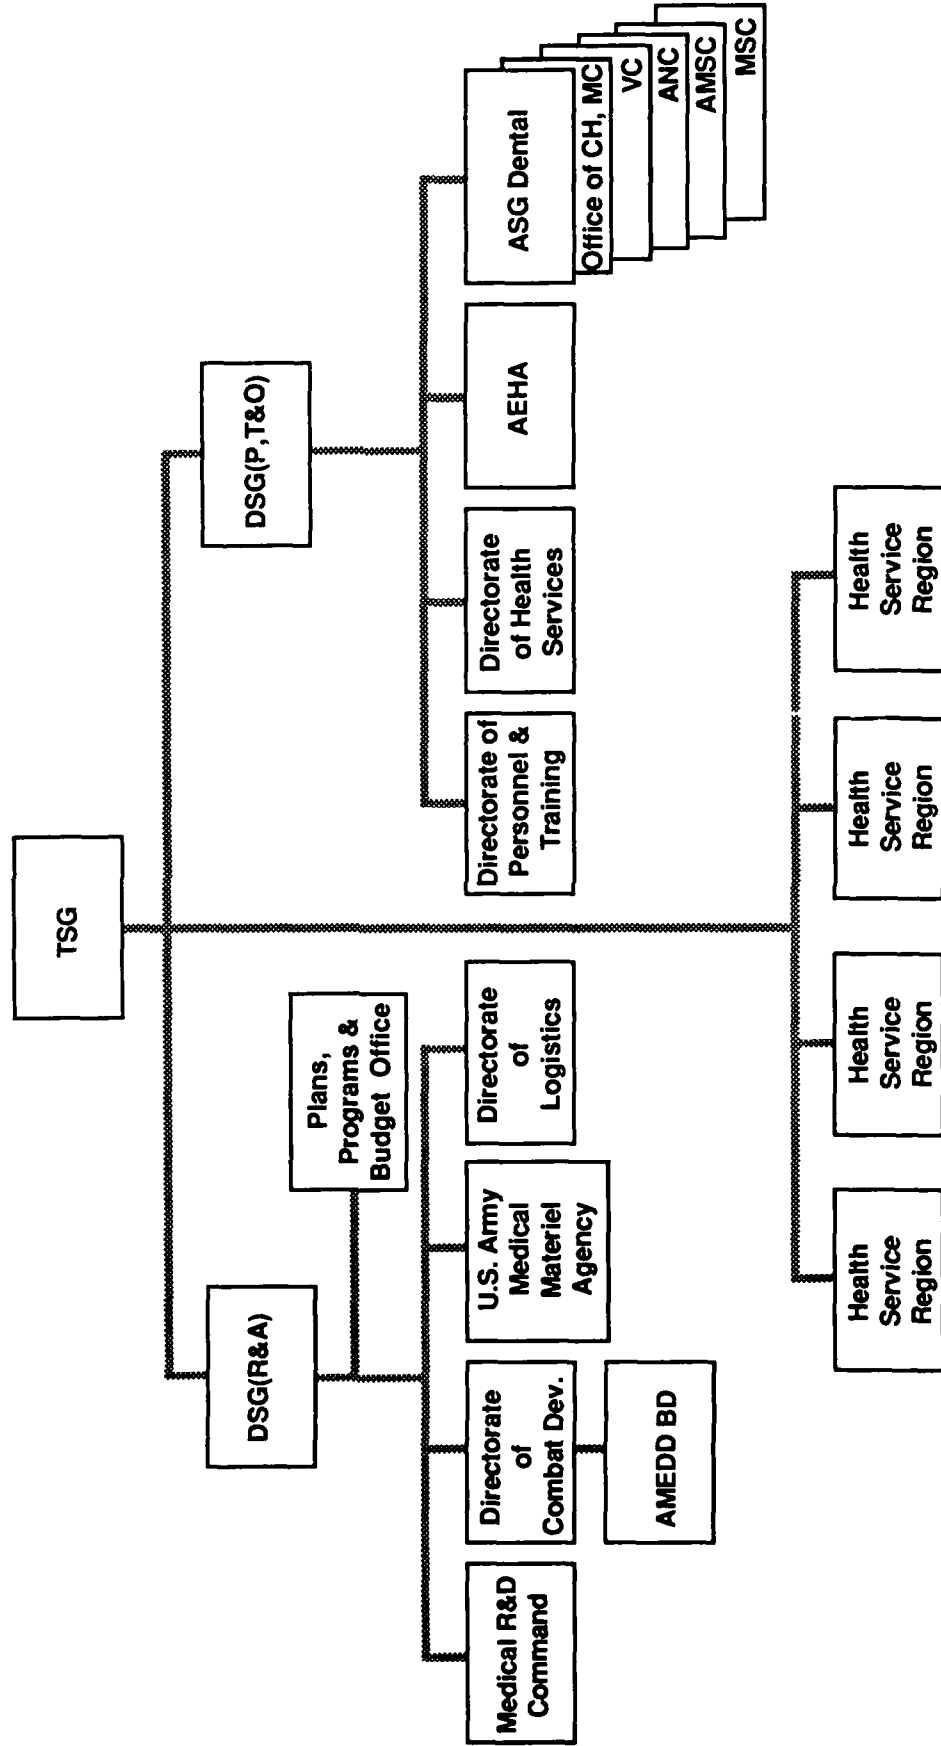 TSG
DSG(R&A)
DSG(P,T&O)
Plans,
Programs &
Budget Office
Medical R&D
Command
Directorate
of
Combat Dev.
U.S. Army
Medical
Materiel
Agency
Directorate
of
Logistics
Directorate of
Personnel &
Training
Directorate
of Health
Services
AEHA
ASG Dental
Office of CH, MC
VC
ANC
AMSC
MSC
AMEDD BD
Health
Service
Region
Health
Service
Region
Health
Service
Region
Health
Service
Region